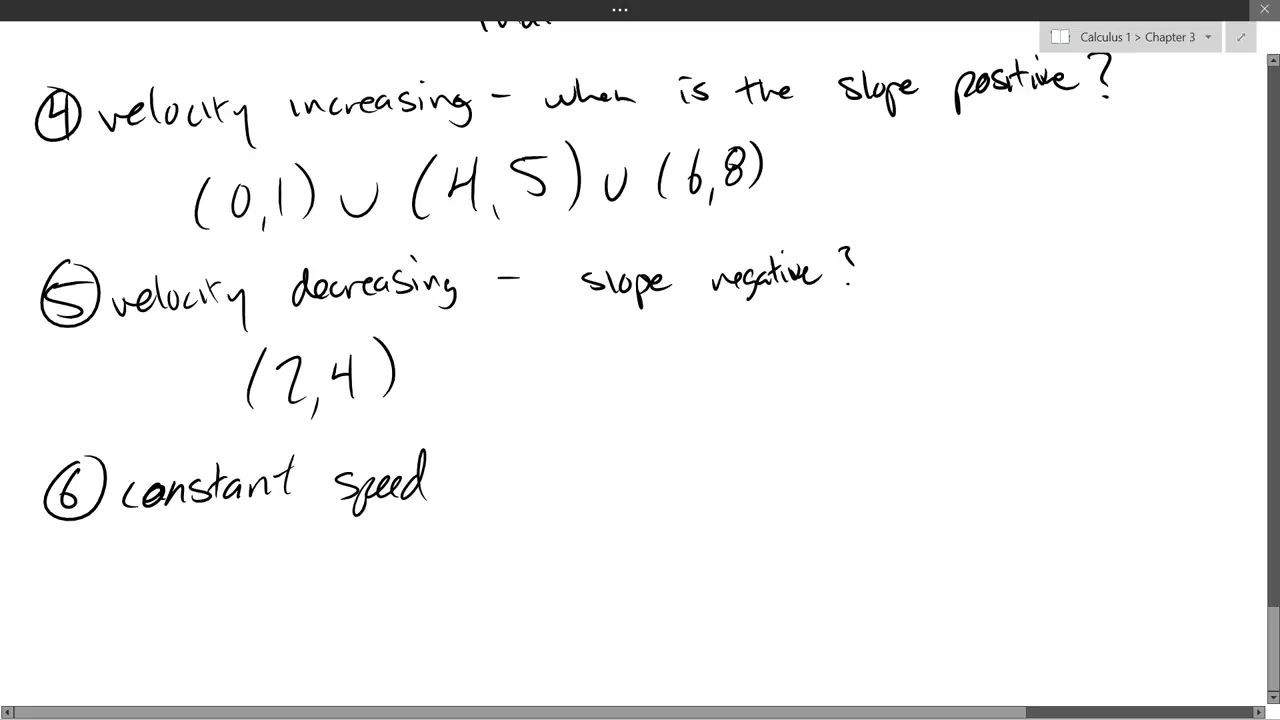 Calculus 1 > Chapter 3
④ velocity increasing - when is the slope positive?
(0,1) ∪ (4,5) ∪ (6,8)
⑤ velocity decreasing - slope negative?
(2,4)
⑥ constant speed